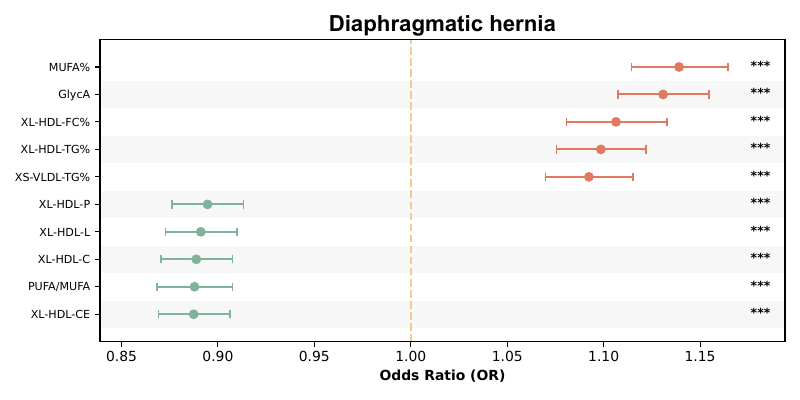 Diaphragmatic hernia
MUFA% ***
GlycA ***
XL-HDL-FC% ***
XL-HDL-TG% ***
XS-VLDL-TG% ***
XL-HDL-P ***
XL-HDL-L ***
XL-HDL-C ***
PUFA/MUFA ***
XL-HDL-CE ***
0.85 0.90 0.95 1.00 1.05 1.10 1.15
Odds Ratio (OR)